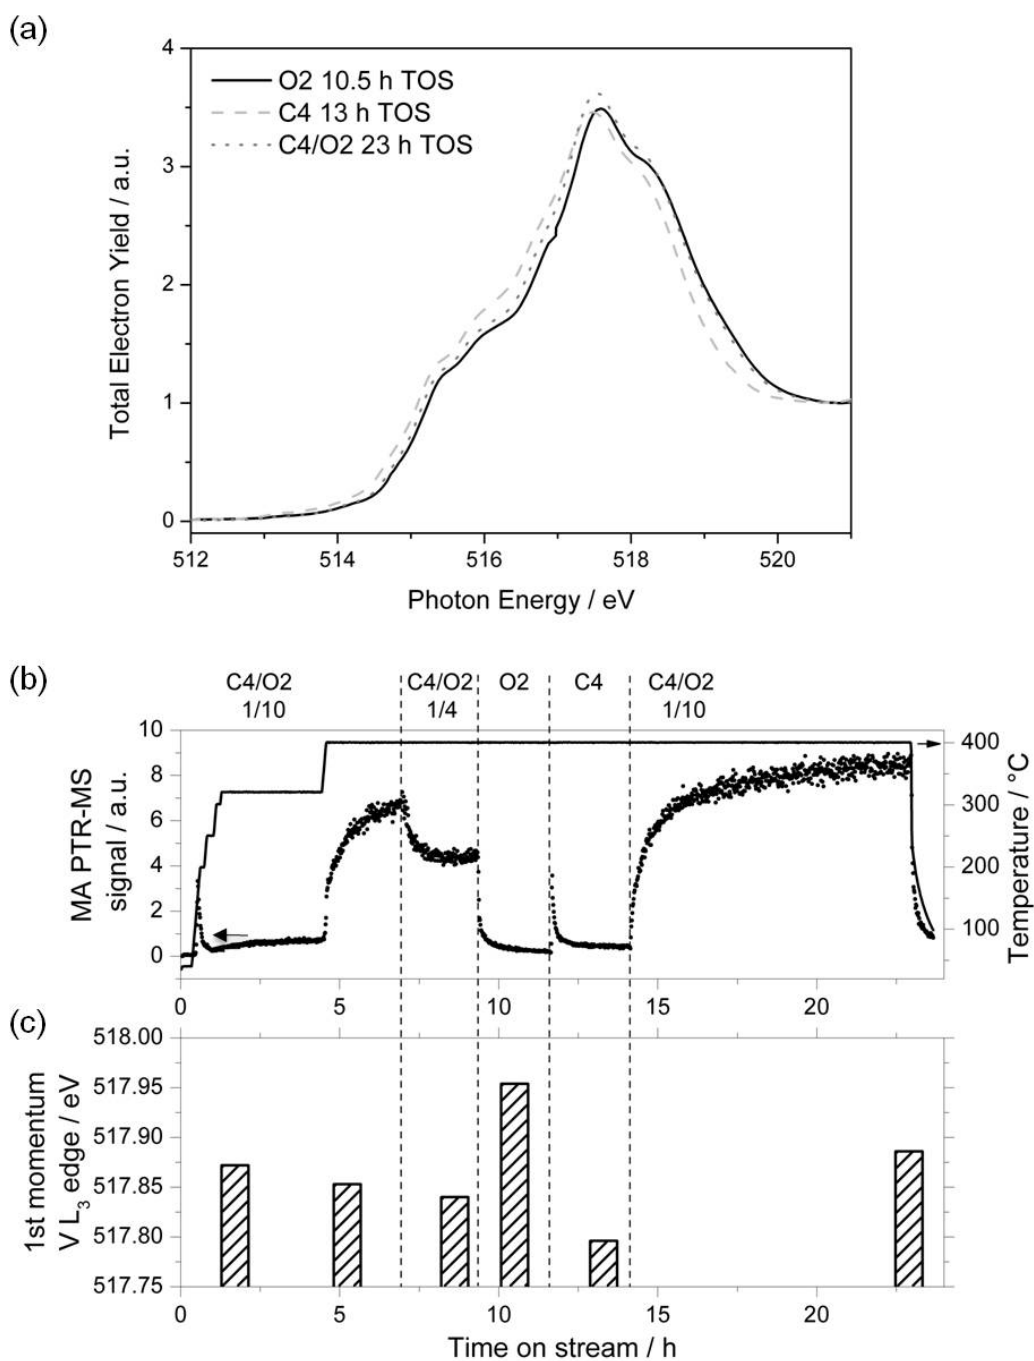 (a)
4
3
2
1
0
Total Electron Yield / a.u.
O2 10.5 h TOS
C4 13 h TOS
C4/O2 23 h TOS
512
514
516
518
520
Photon Energy / eV
(b)
C4/O2
1/10
C4/O2
1/4
O2
C4
C4/O2
1/10
10
8
6
4
2
0
MA PTR-MS
signal / a.u.
400
300
200
100
Temperature / °C
0
5
10
15
20
(c)
518.00
517.95
517.90
517.85
517.80
517.75
1st momentum
V L3 edge / eV
0
5
10
15
20
Time on stream / h